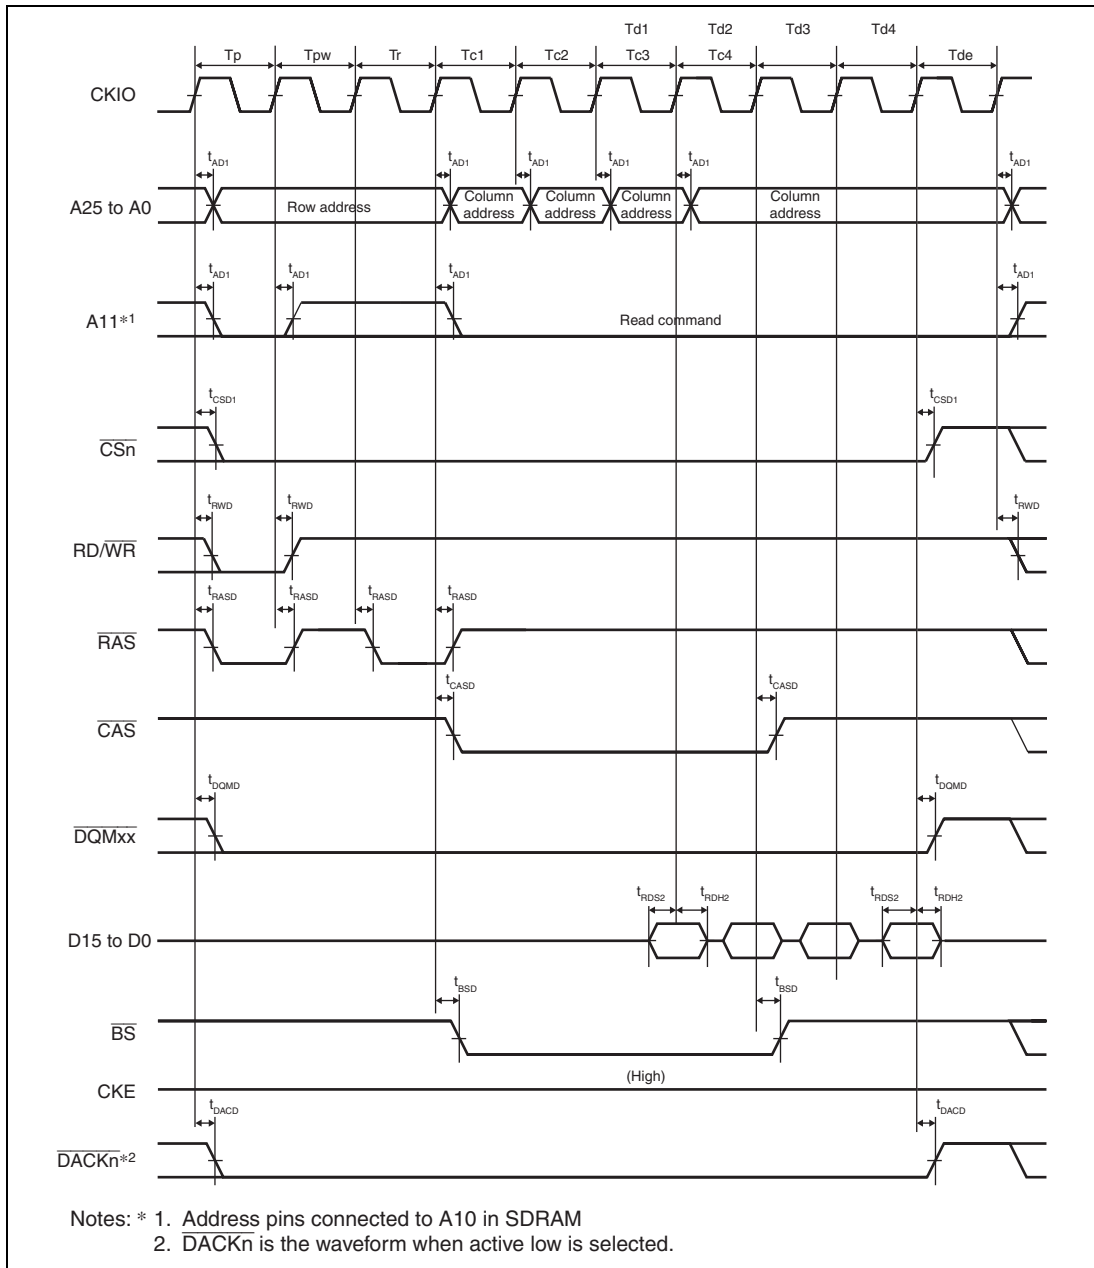 Td1 Td2 Td3 Td4
Tp Tpw Tr Tc1 Tc2 Tc3 Tc4 Tde
CKIO
tAD1 tAD1 tAD1 tAD1 tAD1 tAD1
A25 to A0 Row address Column address Column address Column address Column address
tAD1 tAD1 tAD1 tAD1
A11*1 Read command
tCSD1 tCSD1
CSn
tRWD tRWD tRWD
RD/WR
tRASD tRASD tRASD tRASD
RAS
tCASD tCASD
CAS
tDQMD tDQMD
DQMxx
tRDS2 tRDH2 tRDS2 tRDH2
D15 to D0
tBSD tBSD
BS
(High)
CKE
tDACD tDACD
DACKn*2
Notes: * 1. Address pins connected to A10 in SDRAM
2. DACKn is the waveform when active low is selected.